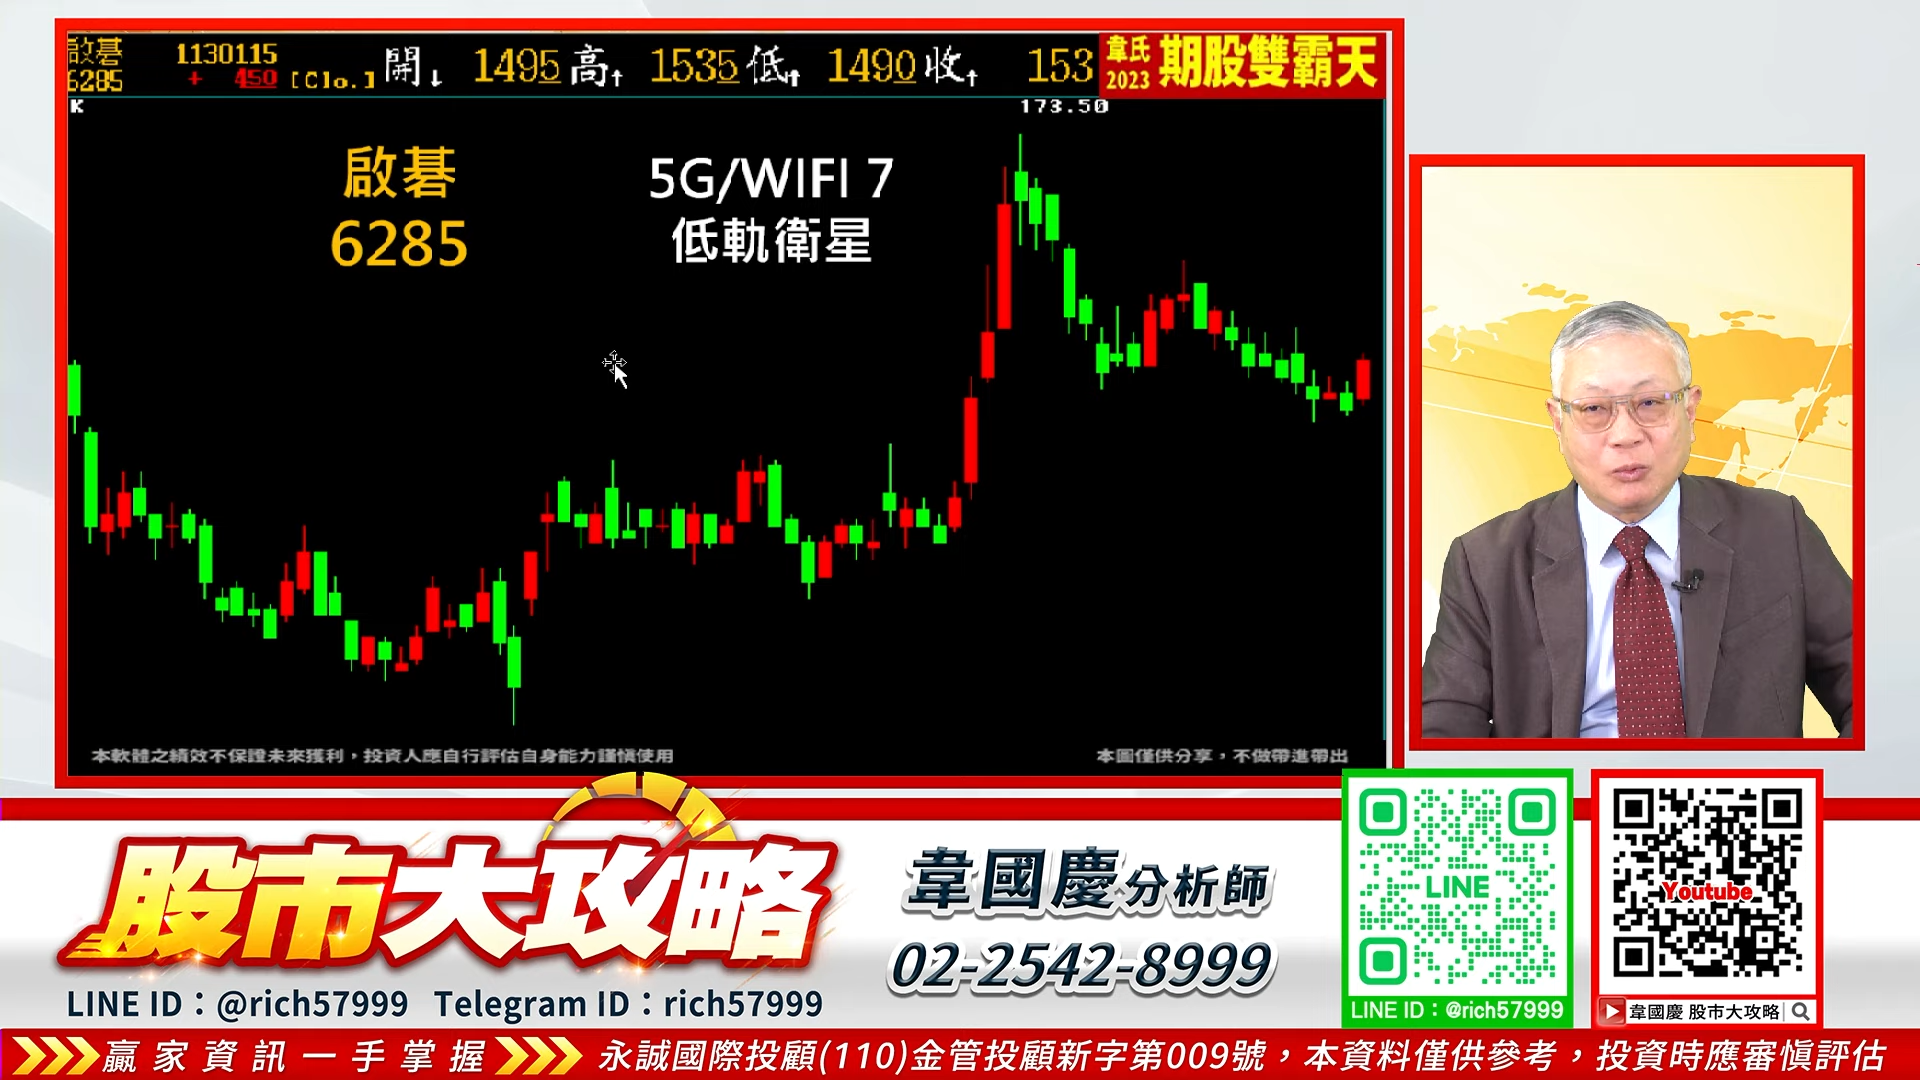 啟碁 1130115 開↓ 1495 高↑ 1535 低↑ 1490 收↑ 153
6285 + 450 [Clo.]
韋氏 2023 期股雙霸天
K
173.50
啟碁
6285
5G/WIFI 7
低軌衛星
本軟體之績效不保證未來獲利，投資人應自行評估自身能力謹慎使用
本圖僅供分享，不做帶進帶出
股市大攻略
LINE ID：@rich57999 Telegram ID：rich57999
韋國慶分析師
02-2542-8999
LINE
LINE ID：@rich57999
Youtube
韋國慶 股市大攻略
贏家資訊一手掌握
永誠國際投顧(110)金管投顧新字第009號，本資料僅供參考，投資時應審慎評估